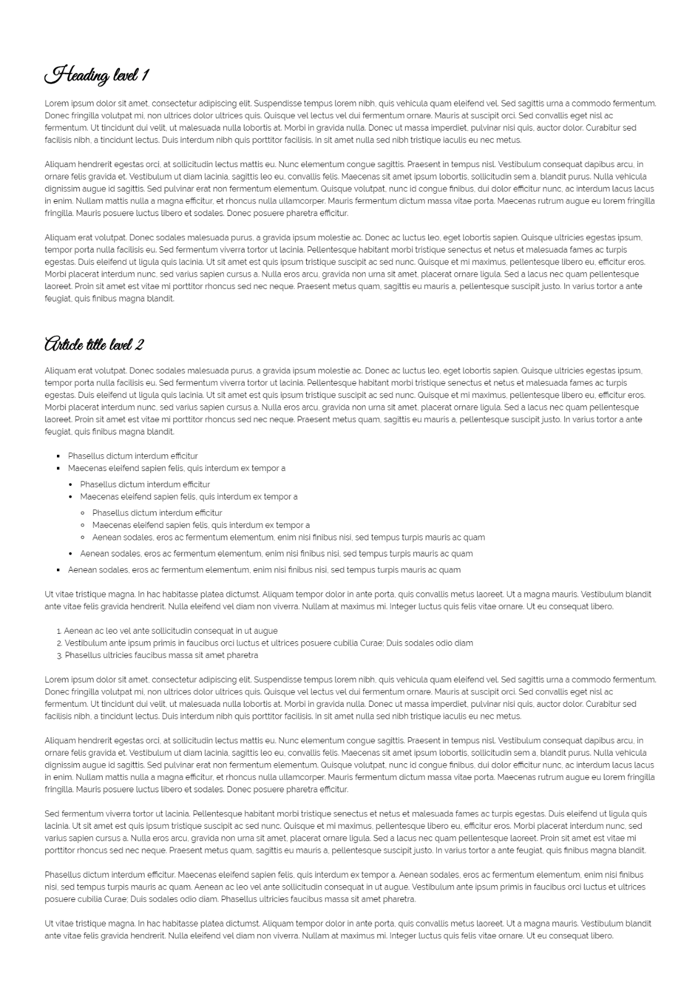 Heading level 1
Lorem ipsum dolor sit amet, consectetur adipiscing elit. Suspendisse tempus lorem nibh, quis vehicula quam eleifend vel. Sed sagittis urna a commodo fermentum.
Donec fringilla volutpat mi, non ultrices dolor ultrices quis. Quisque vel lectus vel dui fermentum ornare. Mauris at suscipit orci. Sed convallis eget nisl ac
fermentum. Ut tincidunt dui velit, ut malesuada nulla lobortis at. Morbi in gravida nulla. Donec ut massa imperdiet, pulvinar nisi quis, auctor dolor. Curabitur sed
facilisis nibh, a tincidunt lectus. Duis interdum nibh quis porttitor facilisis. In sit amet nulla sed nibh tristique iaculis eu nec metus.
Aliquam hendrerit egestas orci, at sollicitudin lectus mattis eu. Nunc elementum congue sagittis. Praesent in tempus nisl. Vestibulum consequat dapibus arcu, in
ornare felis gravida et. Vestibulum ut diam lacinia, sagittis leo eu, convallis felis. Maecenas sit amet ipsum lobortis, sollicitudin sem a, blandit purus. Nulla vehicula
dignissim augue id sagittis. Sed pulvinar erat non fermentum elementum. Quisque volutpat, nunc id congue finibus, dui dolor efficitur nunc, ac interdum lacus lacus
in enim. Nullam mattis nulla a magna efficitur, et rhoncus nulla ullamcorper. Mauris fermentum dictum massa vitae porta. Maecenas rutrum augue eu lorem fringilla
fringilla. Mauris posuere luctus libero et sodales. Donec posuere pharetra efficitur.
Aliquam erat volutpat. Donec sodales malesuada purus, a gravida ipsum molestie ac. Donec ac luctus leo, eget lobortis sapien. Quisque ultricies egestas ipsum,
tempor porta nulla facilisis eu. Sed fermentum viverra tortor ut lacinia. Pellentesque habitant morbi tristique senectus et netus et malesuada fames ac turpis
egestas. Duis eleifend ut ligula quis lacinia. Ut sit amet est quis ipsum tristique suscipit ac sed nunc. Quisque et mi maximus, pellentesque libero eu, efficitur eros.
Morbi placerat interdum nunc, sed varius sapien cursus a. Nulla eros arcu, gravida non urna sit amet, placerat ornare ligula. Sed a lacus nec quam pellentesque
laoreet. Proin sit amet est vitae mi porttitor rhoncus sed nec neque. Praesent metus quam, sagittis eu mauris a, pellentesque suscipit justo. In varius tortor a ante
feugiat, quis finibus magna blandit.
Article title level 2
Aliquam erat volutpat. Donec sodales malesuada purus, a gravida ipsum molestie ac. Donec ac luctus leo, eget lobortis sapien. Quisque ultricies egestas ipsum,
tempor porta nulla facilisis eu. Sed fermentum viverra tortor ut lacinia. Pellentesque habitant morbi tristique senectus et netus et malesuada fames ac turpis
egestas. Duis eleifend ut ligula quis lacinia. Ut sit amet est quis ipsum tristique suscipit ac sed nunc. Quisque et mi maximus, pellentesque libero eu, efficitur eros.
Morbi placerat interdum nunc, sed varius sapien cursus a. Nulla eros arcu, gravida non urna sit amet, placerat ornare ligula. Sed a lacus nec quam pellentesque
laoreet. Proin sit amet est vitae mi porttitor rhoncus sed nec neque. Praesent metus quam, sagittis eu mauris a, pellentesque suscipit justo. In varius tortor a ante
feugiat, quis finibus magna blandit.
▪ Phasellus dictum interdum efficitur
▪ Maecenas eleifend sapien felis, quis interdum ex tempor a
• Phasellus dictum interdum efficitur
• Maecenas eleifend sapien felis, quis interdum ex tempor a
◦ Phasellus dictum interdum efficitur
◦ Maecenas eleifend sapien felis, quis interdum ex tempor a
◦ Aenean sodales, eros ac fermentum elementum, enim nisi finibus nisi, sed tempus turpis mauris ac quam
• Aenean sodales, eros ac fermentum elementum, enim nisi finibus nisi, sed tempus turpis mauris ac quam
▪ Aenean sodales, eros ac fermentum elementum, enim nisi finibus nisi, sed tempus turpis mauris ac quam
Ut vitae tristique magna. In hac habitasse platea dictumst. Aliquam tempor dolor in ante porta, quis convallis metus laoreet. Ut a magna mauris. Vestibulum blandit
ante vitae felis gravida hendrerit. Nulla eleifend vel diam non viverra. Nullam at maximus mi. Integer luctus quis felis vitae ornare. Ut eu consequat libero.
1. Aenean ac leo vel ante sollicitudin consequat in ut augue
2. Vestibulum ante ipsum primis in faucibus orci luctus et ultrices posuere cubilia Curae; Duis sodales odio diam
3. Phasellus ultricies faucibus massa sit amet pharetra
Lorem ipsum dolor sit amet, consectetur adipiscing elit. Suspendisse tempus lorem nibh, quis vehicula quam eleifend vel. Sed sagittis urna a commodo fermentum.
Donec fringilla volutpat mi, non ultrices dolor ultrices quis. Quisque vel lectus vel dui fermentum ornare. Mauris at suscipit orci. Sed convallis eget nisl ac
fermentum. Ut tincidunt dui velit, ut malesuada nulla lobortis at. Morbi in gravida nulla. Donec ut massa imperdiet, pulvinar nisi quis, auctor dolor. Curabitur sed
facilisis nibh, a tincidunt lectus. Duis interdum nibh quis porttitor facilisis. In sit amet nulla sed nibh tristique iaculis eu nec metus.
Aliquam hendrerit egestas orci, at sollicitudin lectus mattis eu. Nunc elementum congue sagittis. Praesent in tempus nisl. Vestibulum consequat dapibus arcu, in
ornare felis gravida et. Vestibulum ut diam lacinia, sagittis leo eu, convallis felis. Maecenas sit amet ipsum lobortis, sollicitudin sem a, blandit purus. Nulla vehicula
dignissim augue id sagittis. Sed pulvinar erat non fermentum elementum. Quisque volutpat, nunc id congue finibus, dui dolor efficitur nunc, ac interdum lacus lacus
in enim. Nullam mattis nulla a magna efficitur, et rhoncus nulla ullamcorper. Mauris fermentum dictum massa vitae porta. Maecenas rutrum augue eu lorem fringilla
fringilla. Mauris posuere luctus libero et sodales. Donec posuere pharetra efficitur.
Sed fermentum viverra tortor ut lacinia. Pellentesque habitant morbi tristique senectus et netus et malesuada fames ac turpis egestas. Duis eleifend ut ligula quis
lacinia. Ut sit amet est quis ipsum tristique suscipit ac sed nunc. Quisque et mi maximus, pellentesque libero eu, efficitur eros. Morbi placerat interdum nunc, sed
varius sapien cursus a. Nulla eros arcu, gravida non urna sit amet, placerat ornare ligula. Sed a lacus nec quam pellentesque laoreet. Proin sit amet est vitae mi
porttitor rhoncus sed nec neque. Praesent metus quam, sagittis eu mauris a, pellentesque suscipit justo. In varius tortor a ante feugiat, quis finibus magna blandit.
Phasellus dictum interdum efficitur. Maecenas eleifend sapien felis, quis interdum ex tempor a. Aenean sodales, eros ac fermentum elementum, enim nisi finibus
nisi, sed tempus turpis mauris ac quam. Aenean ac leo vel ante sollicitudin consequat in ut augue. Vestibulum ante ipsum primis in faucibus orci luctus et ultrices
posuere cubilia Curae; Duis sodales odio diam. Phasellus ultricies faucibus massa sit amet pharetra.
Ut vitae tristique magna. In hac habitasse platea dictumst. Aliquam tempor dolor in ante porta, quis convallis metus laoreet. Ut a magna mauris. Vestibulum blandit
ante vitae felis gravida hendrerit. Nulla eleifend vel diam non viverra. Nullam at maximus mi. Integer luctus quis felis vitae ornare. Ut eu consequat libero.